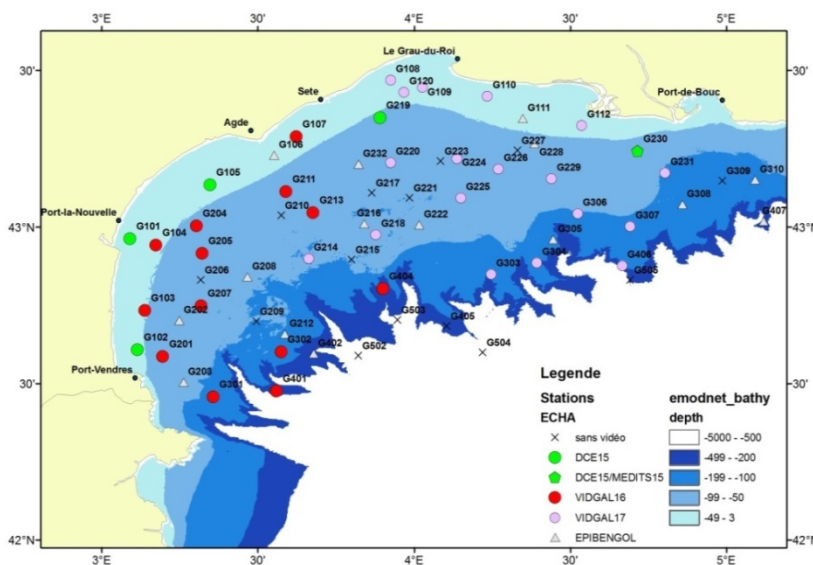 Le Grau-du-Roi
30'
30'
G108
G120
G109
G110
Port-de-Bouc
Sete
G219
G111
G112
Agde
G107
G106
G232
G220
G223
G224
G227
G228
G226
G230
G105
G211
G217
G221
G225
G229
G231
G309
G310
Port-la-Nouvelle
G210
G213
G306
G308
43°N
G101
G104
G204
G216
G218
G222
G307
G407
43°N
G205
G214
G215
G305
G304
G206
G208
G303
G406
G505
G103
G207
G404
G202
G209
G212
G503
G405
G102
G201
G302
G402
G502
G504
Port-Vendres
G203
G301
G401
30'
30'
Legende
Stations
ECHA
sans vidéo
DCE15
DCE15/MEDITS15
VIDGAL16
VIDGAL17
EPIBENGOL
emodnet_bathy
depth
-5000 - -500
-499 - -200
-199 - -100
-99 - -50
-49 - 3
42°N
42°N
3°E
30'
4°E
30'
5°E